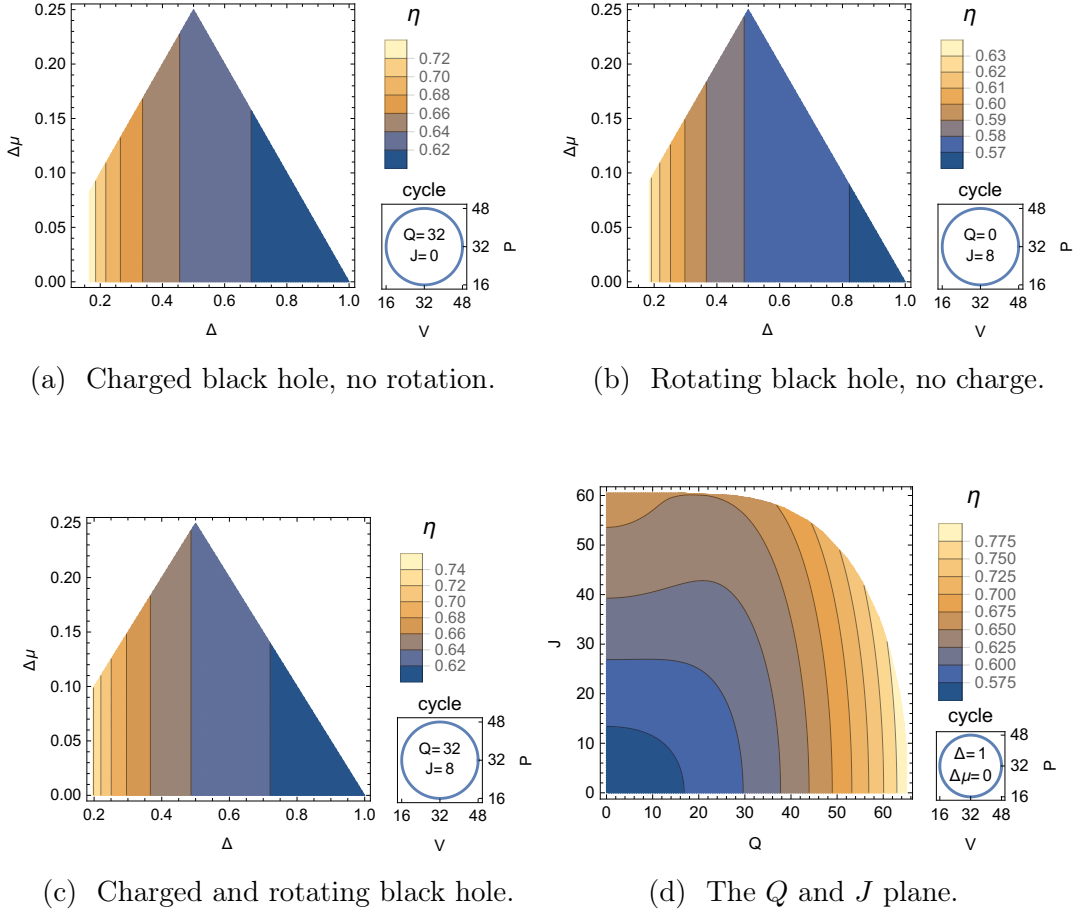 η
0.25
0.20
0.15
0.10
0.05
0.00
Δμ
0.2 0.4 0.6 0.8 1.0
Δ
0.72
0.70
0.68
0.66
0.64
0.62
cycle
Q= 32
J= 0
48
32
16
P
16 32 48
V
(a) Charged black hole, no rotation.
η
0.25
0.20
0.15
0.10
0.05
0.00
Δμ
0.2 0.4 0.6 0.8 1.0
Δ
0.63
0.62
0.61
0.60
0.59
0.58
0.57
cycle
Q= 0
J= 8
48
32
16
P
16 32 48
V
(b) Rotating black hole, no charge.
η
0.25
0.20
0.15
0.10
0.05
0.00
Δμ
0.2 0.4 0.6 0.8 1.0
Δ
0.74
0.72
0.70
0.68
0.66
0.64
0.62
cycle
Q= 32
J= 8
48
32
16
P
16 32 48
V
(c) Charged and rotating black hole.
η
60
50
40
30
20
10
0
J
0 10 20 30 40 50 60
Q
0.775
0.750
0.725
0.700
0.675
0.650
0.625
0.600
0.575
cycle
Δ= 1
Δμ= 0
48
32
16
P
16 32 48
V
(d) The Q and J plane.